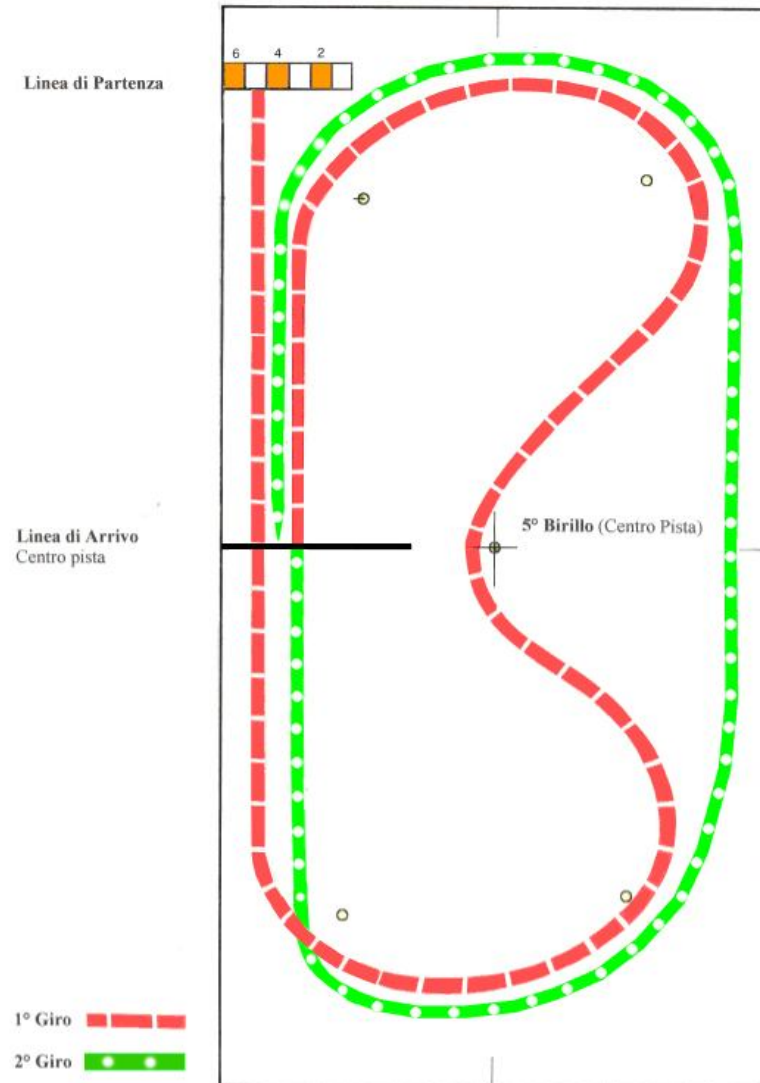 6 4 2
Linea di Partenza
5° Birillo (Centro Pista)
Linea di Arrivo
Centro pista
1° Giro
2° Giro